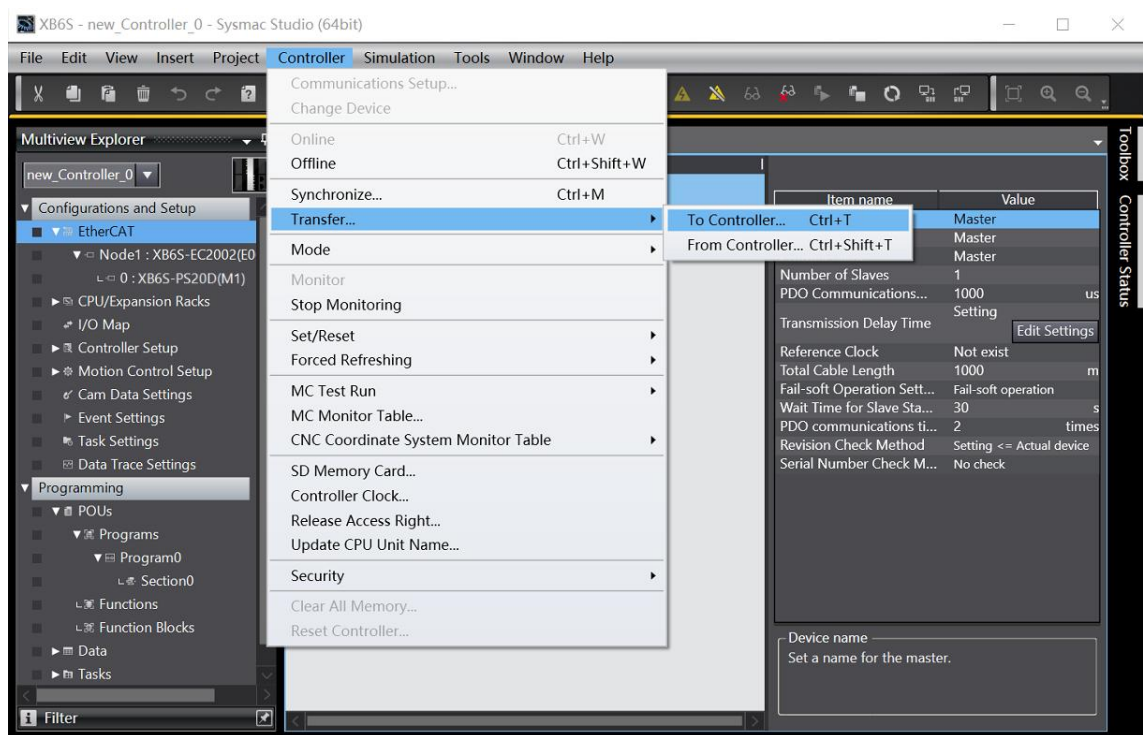 XB6S - new_Controller_0 - Sysmac Studio (64bit)
File Edit View Insert Project Controller Simulation Tools Window Help
Multiview Explorer
new_Controller_0
Configurations and Setup
EtherCAT
Node1 : XB6S-EC2002(E0
0 : XB6S-PS20D(M1)
CPU/Expansion Racks
I/O Map
Controller Setup
Motion Control Setup
Cam Data Settings
Event Settings
Task Settings
Data Trace Settings
Programming
POUs
Programs
Program0
Section0
Functions
Function Blocks
Data
Tasks
Filter
Communications Setup...
Change Device
Online Ctrl+W
Offline Ctrl+Shift+W
Synchronize... Ctrl+M
Transfer...
Mode
Monitor
Stop Monitoring
Set/Reset
Forced Refreshing
MC Test Run
MC Monitor Table...
CNC Coordinate System Monitor Table
SD Memory Card...
Controller Clock...
Release Access Right...
Update CPU Unit Name...
Security
Clear All Memory...
Reset Controller...
To Controller... Ctrl+T
From Controller... Ctrl+Shift+T
Item name Value
Master
Master
Master
Number of Slaves 1
PDO Communications... 1000 us
Transmission Delay Time Setting
Edit Settings
Reference Clock Not exist
Total Cable Length 1000 m
Fail-soft Operation Sett... Fail-soft operation
Wait Time for Slave Sta... 30 s
PDO communications ti... 2 times
Revision Check Method Setting <= Actual device
Serial Number Check M... No check
Device name
Set a name for the master.
Toolbox
Controller Status